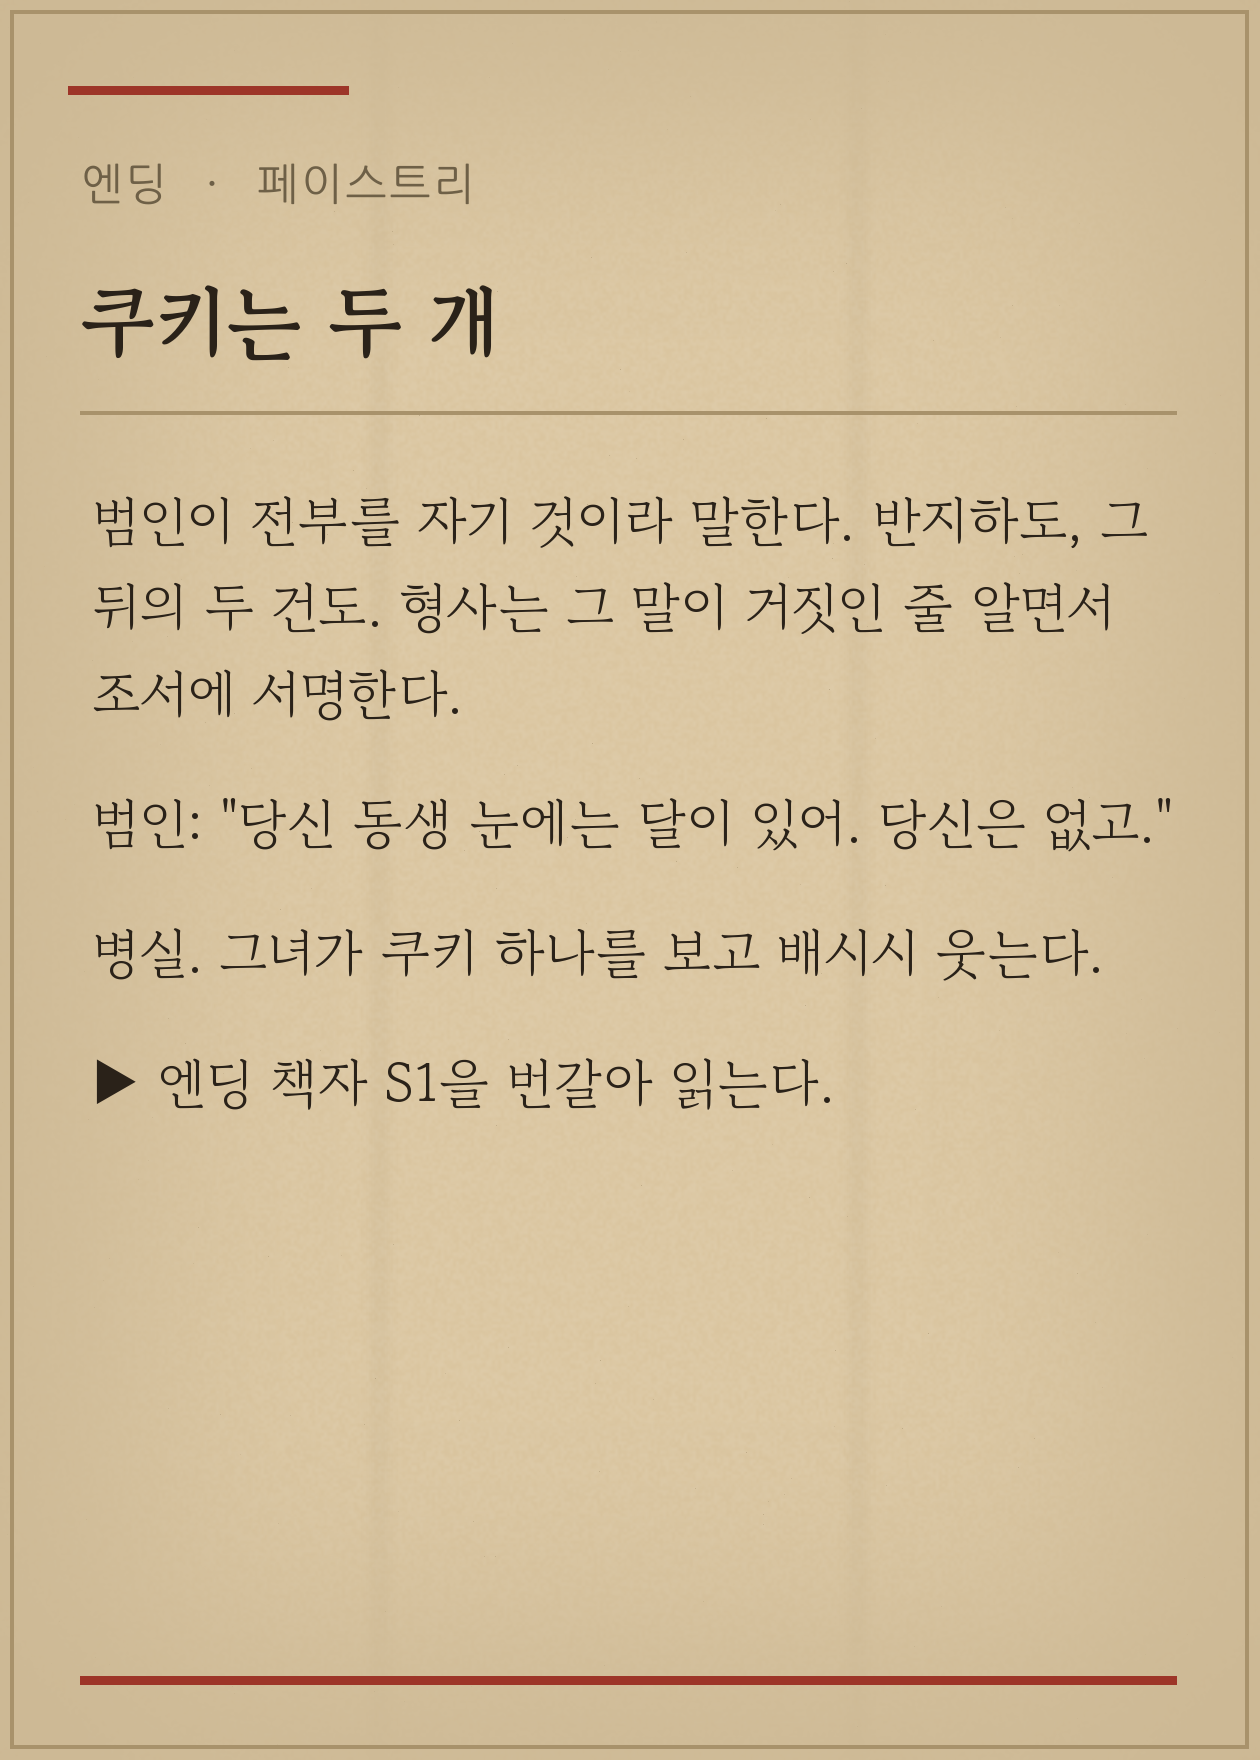 엔딩 · 페이스트리
쿠키는 두 개
범인이 전부를 자기 것이라 말한다. 반지하도, 그
뒤의 두 건도. 형사는 그 말이 거짓인 줄 알면서
조서에 서명한다.
범인: "당신 동생 눈에는 달이 있어. 당신은 없고."
병실. 그녀가 쿠키 하나를 보고 배시시 웃는다.
▶ 엔딩 책자 S1을 번갈아 읽는다.